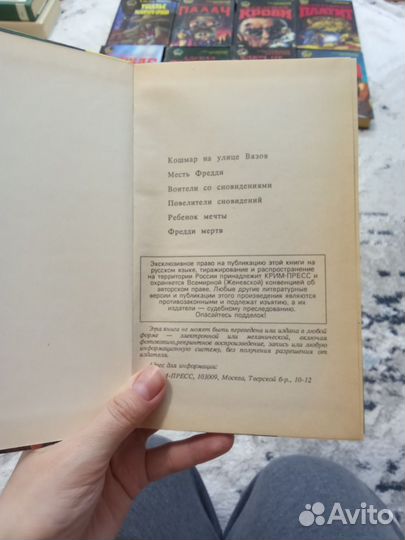 ПАЛАЧ
КРОВИ
ПЛАТИТ
Кошмар на улице Вязов
Месть Фредди
Воители со сновидениями
Повелители сновидений
Ребенок мечты
Фредди мертв
Эксклюзивное право на публикацию этой книги на
русском языке, тиражирование и распространение
на территории России принадлежит КРИМ-ПРЕСС и
охраняется Всемирной (Женевской) конвенцией об
авторском праве. Любые другие литературные
версии и публикации этого произведения являются
противозаконными и подлежат изъятию, а их
издатели — судебному преследованию.
Опасайтесь подделок!
Эта книга не может быть переведена или издана в любой
форме — электронной или механической, включая
фотокопию, репринтное воспроизведение, запись или любую
информационную систему, без получения разрешения от
издателя.
для информации:
М-ПРЕСС, 103009, Москва, Тверской б-р., 10-12
Avito